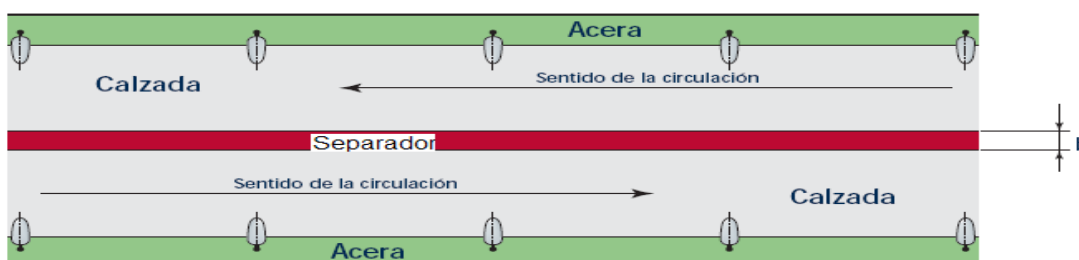 Acera
Calzada
Sentido de la circulación
Separador
Sentido de la circulación
Calzada
Acera